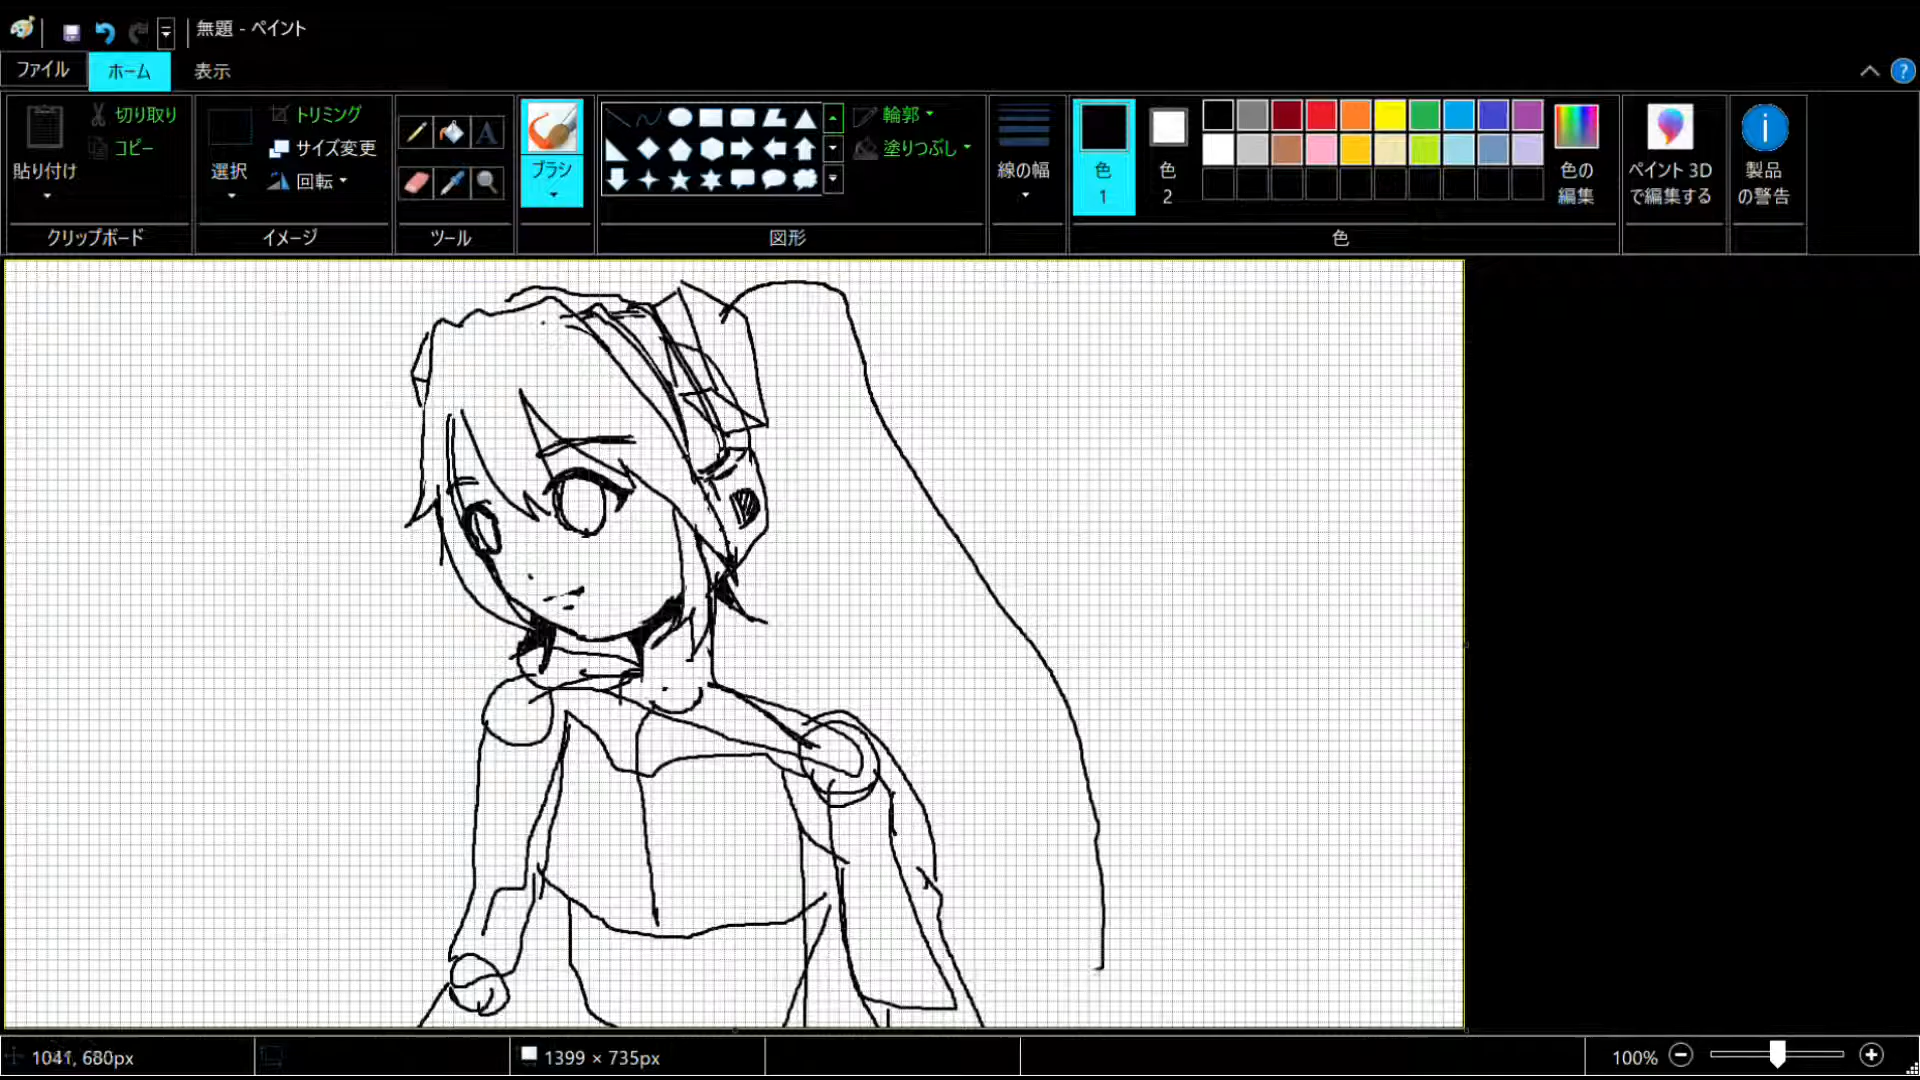 無題 - ペイント
ファイル
ホーム
表示
貼り付け
切り取り
コピー
クリップボード
選択
トリミング
サイズ変更
回転
イメージ
A
ツール
ブラシ
輪郭
塗りつぶし
図形
線の幅
色
1
色
2
色の
編集
色
ペイント 3D
で編集する
製品
の警告
1041, 680px
1399 × 735px
100%